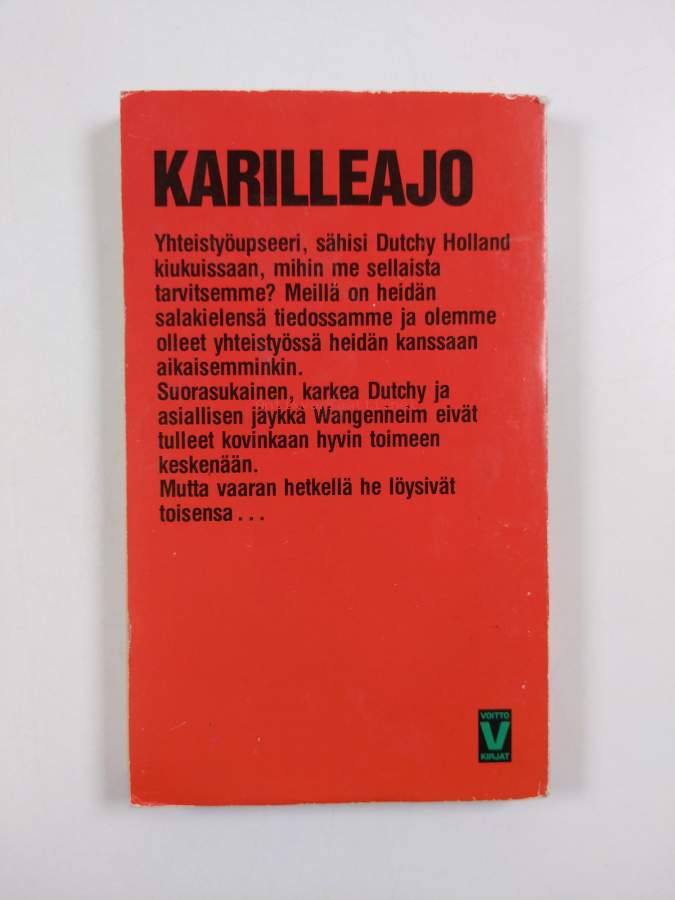 KARILLEAJO
Yhteistyöupseeri, sähisi Dutchy Holland
kiukuissaan, mihin me sellaista
tarvitsemme? Meillä on heidän
salakielensä tiedossamme ja olemme
olleet yhteistyössä heidän kanssaan
aikaisemminkin.
Suorasukainen, karkea Dutchy ja
asiallisen jäykkä Wangenheim eivät
tulleet kovinkaan hyvin toimeen
keskenään.
Mutta vaaran hetkellä he löysivät
toisensa...
VOITTO
V
KIRJAT